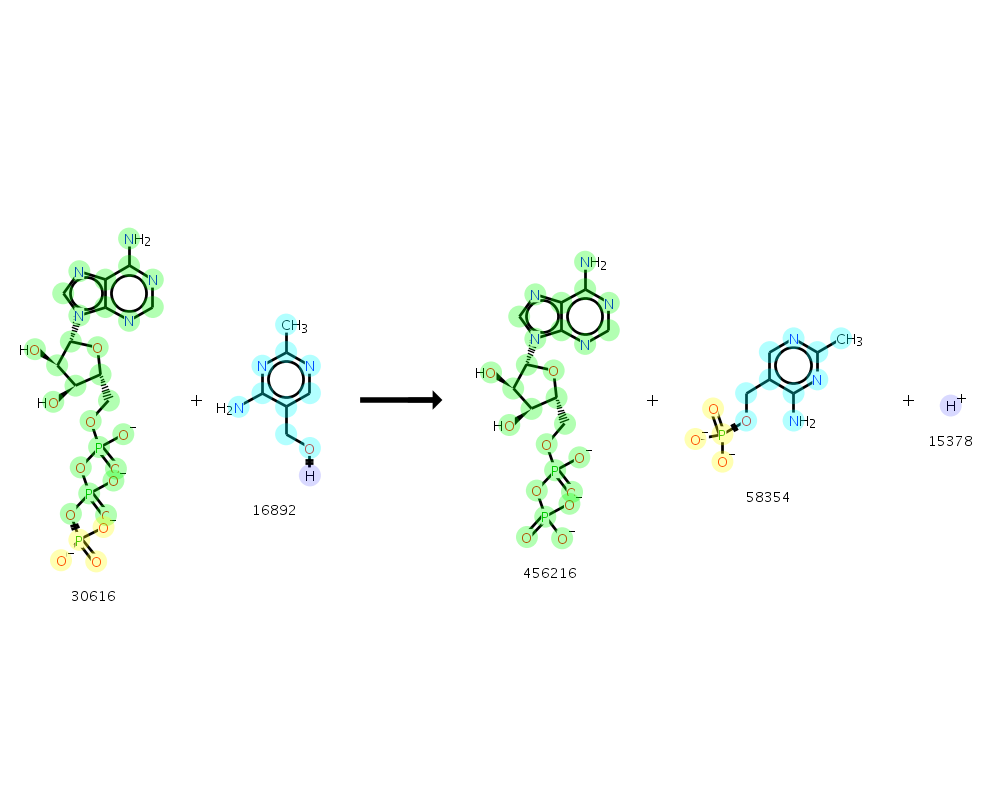 NH2
N
N
N
N
HO
O
HO
O
O-
P
O
O
O-
P
O
O
O-
P
O-
O
30616
+
CH3
N
N
H2N
O
H
16892
NH2
N
N
N
N
HO
O
HO
O
O-
P
O
O
O-
P
O
O-
456216
+
N
CH3
N
NH2
O
O
P
O-
O-
58354
+
H+
15378